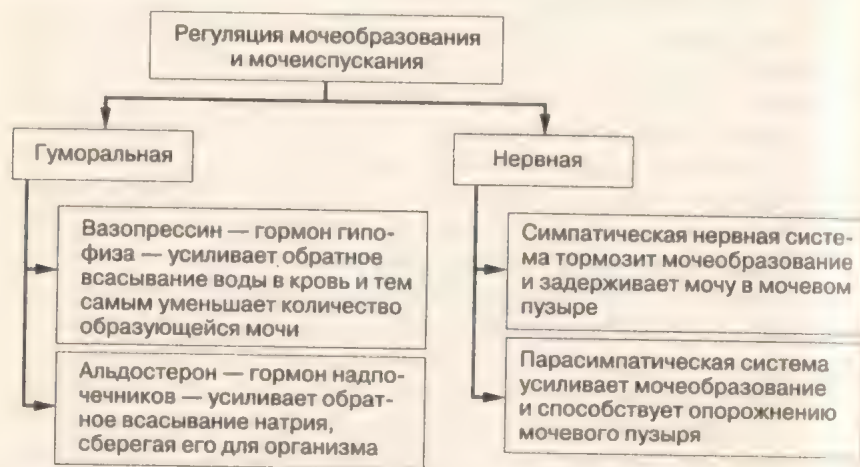 Регуляция мочеобразования
и мочеиспускания
Гуморальная
Вазопрессин — гормон гипо-
физа — усиливает обратное
всасывание воды в кровь и тем
самым уменьшает количество
образующейся мочи
Альдостерон — гормон надпо-
чечников — усиливает обрат-
ное всасывание натрия,
сберегая его для организма
Нервная
Симпатическая нервная систе-
ма тормозит мочеобразование
и задерживает мочу в мочевом
пузыре
Парасимпатическая система
усиливает мочеобразование
и способствует опорожнению
мочевого пузыря